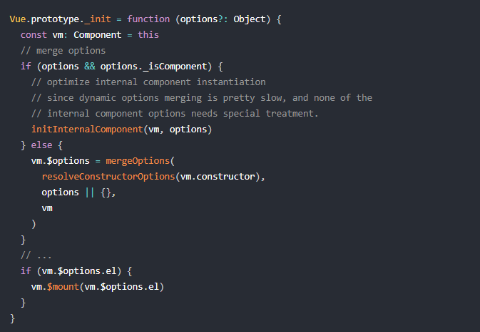 Vue.prototype._init = function (options?: Object) {
  const vm: Component = this
  // merge options
  if (options && options._isComponent) {
    // optimize internal component instantiation
    // since dynamic options merging is pretty slow, and none of the
    // internal component options needs special treatment.
    initInternalComponent(vm, options)
  } else {
    vm.$options = mergeOptions(
      resolveConstructorOptions(vm.constructor),
      options || {},
      vm
    )
  }
  // ...
  if (vm.$options.el) {
    vm.$mount(vm.$options.el)
  }
}